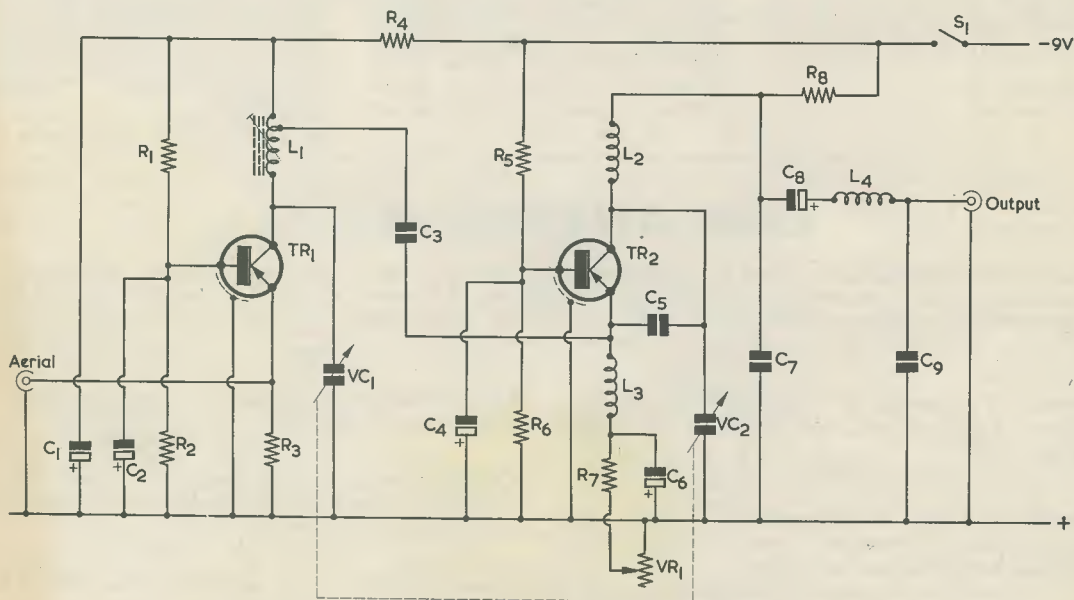 R4
S1
-9V
R8
R1
L1
R5
L2
C8
L4
Output
C3
TR1
TR2
C5
Aerial
VC1
L3
C7
C9
C1
+
C2
+
R2
R3
C4
+
R6
VC2
R7
C6
+
+
VR1
+